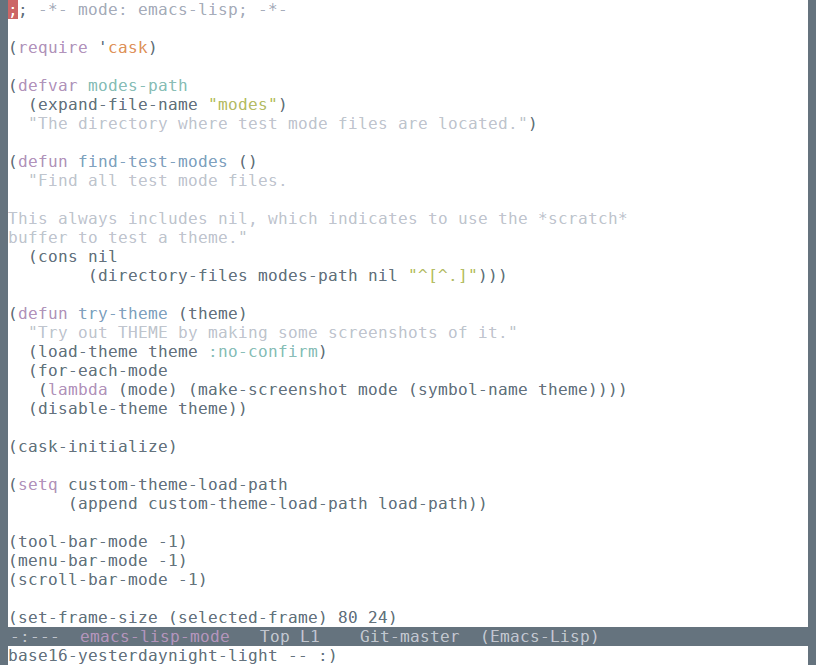 ;; -*- mode: emacs-lisp; -*-

(require 'cask)

(defvar modes-path
  (expand-file-name "modes")
  "The directory where test mode files are located.")

(defun find-test-modes ()
  "Find all test mode files.

This always includes nil, which indicates to use the *scratch*
buffer to test a theme."
  (cons nil
        (directory-files modes-path nil "^[^.]")))

(defun try-theme (theme)
  "Try out THEME by making some screenshots of it."
  (load-theme theme :no-confirm)
  (for-each-mode
   (lambda (mode) (make-screenshot mode (symbol-name theme))))
  (disable-theme theme))

(cask-initialize)

(setq custom-theme-load-path
      (append custom-theme-load-path load-path))

(tool-bar-mode -1)
(menu-bar-mode -1)
(scroll-bar-mode -1)

(set-frame-size (selected-frame) 80 24)
-:---  emacs-lisp-mode   Top L1    Git-master  (Emacs-Lisp)
base16-yesterdaynight-light -- :)